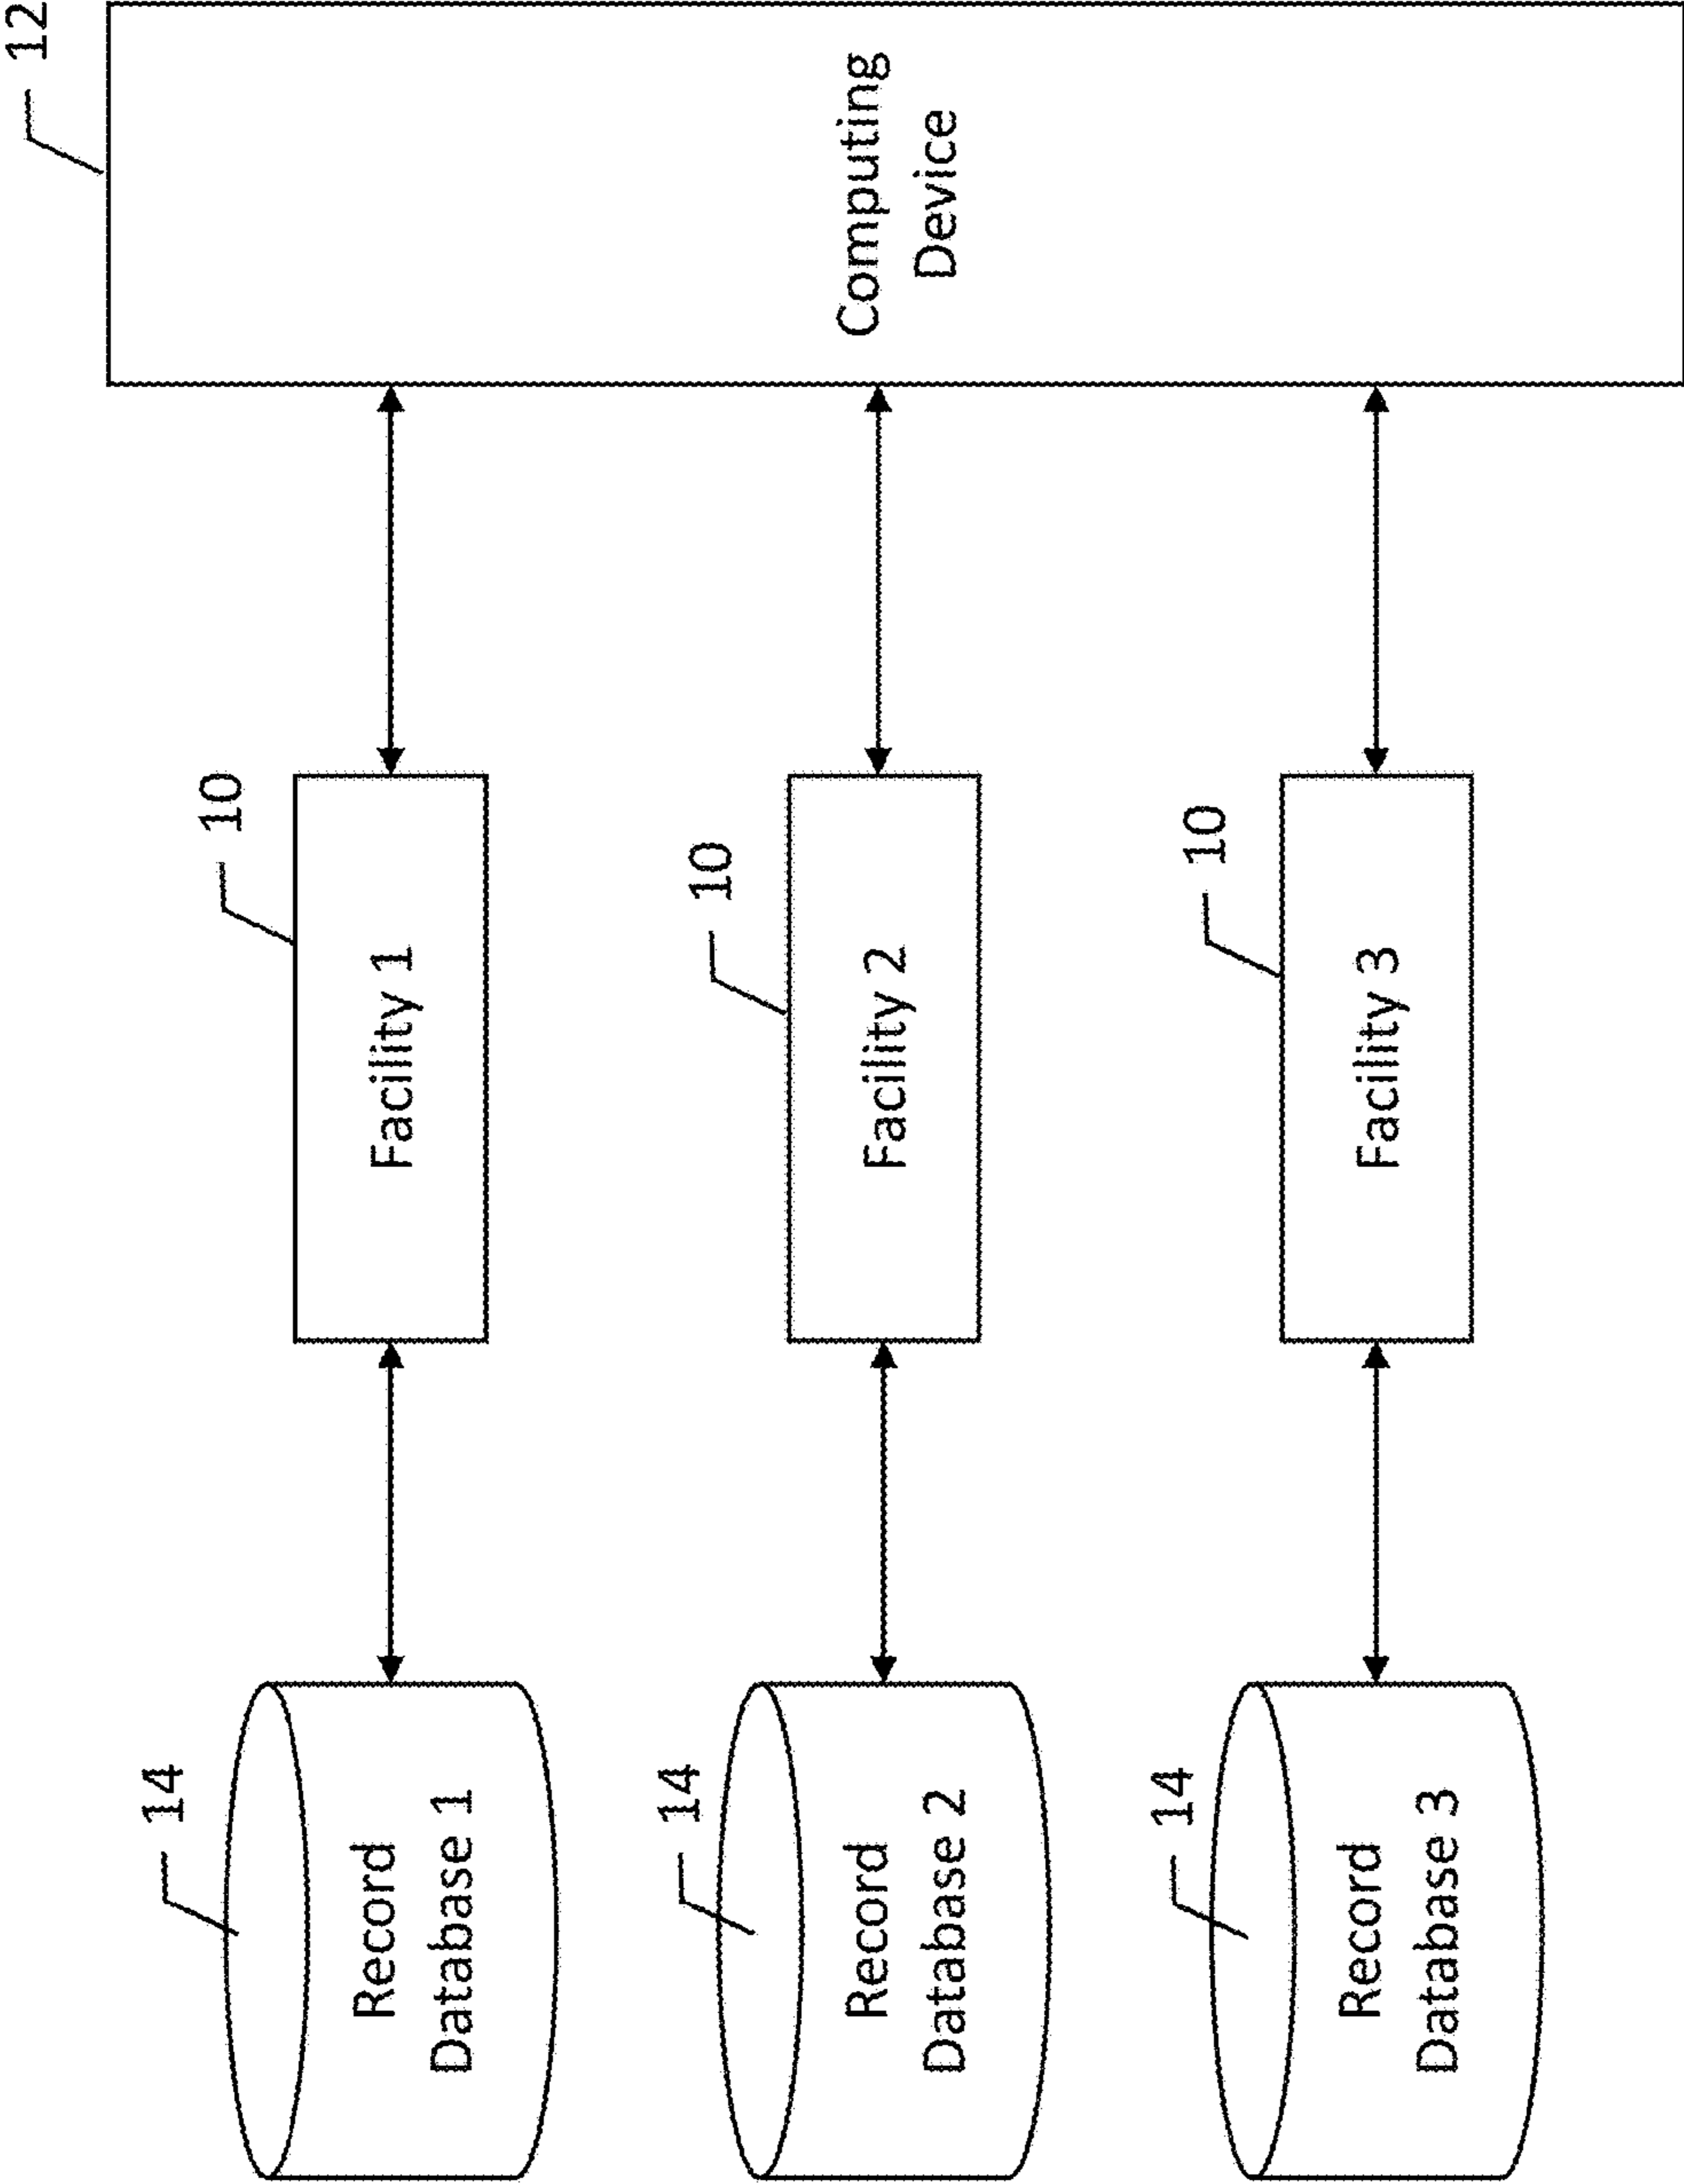 12
Computing
Device
10
Facility 1
10
Facility 2
10
Facility 3
14
Record
Database 1
14
Record
Database 2
14
Record
Database 3